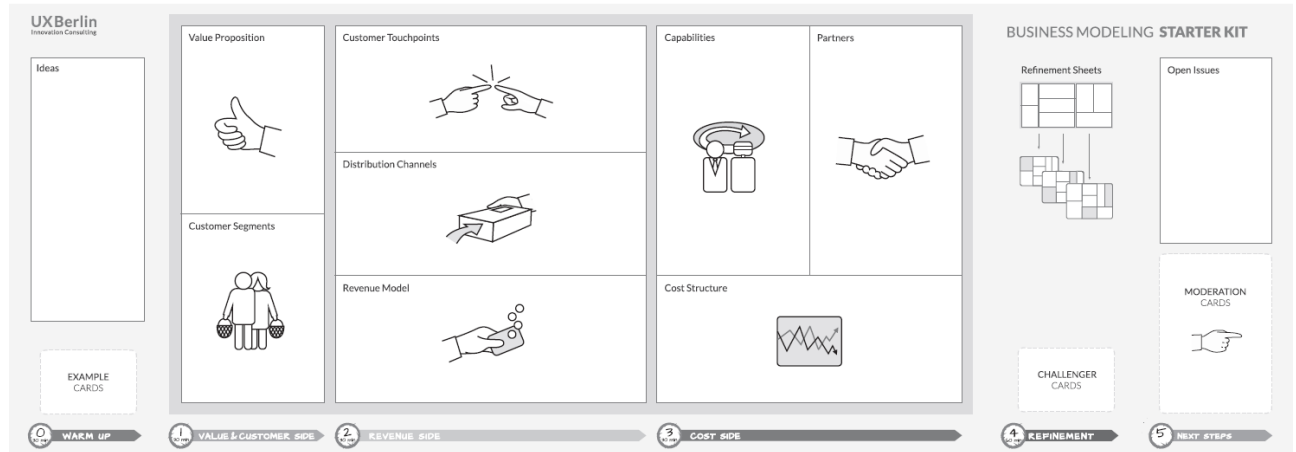 UXBerlin
Innovation Consulting
Ideas
EXAMPLE
CARDS
Value Proposition
Customer Segments
Customer Touchpoints
Distribution Channels
Revenue Model
Capabilities
Partners
Cost Structure
BUSINESS MODELING STARTER KIT
Refinement Sheets
Open Issues
CHALLENGER
CARDS
MODERATION
CARDS
0
WARM UP
1
VALUE & CUSTOMER SIDE
2
REVENUE SIDE
3
COST SIDE
4
REFINEMENT
5
NEXT STEPS